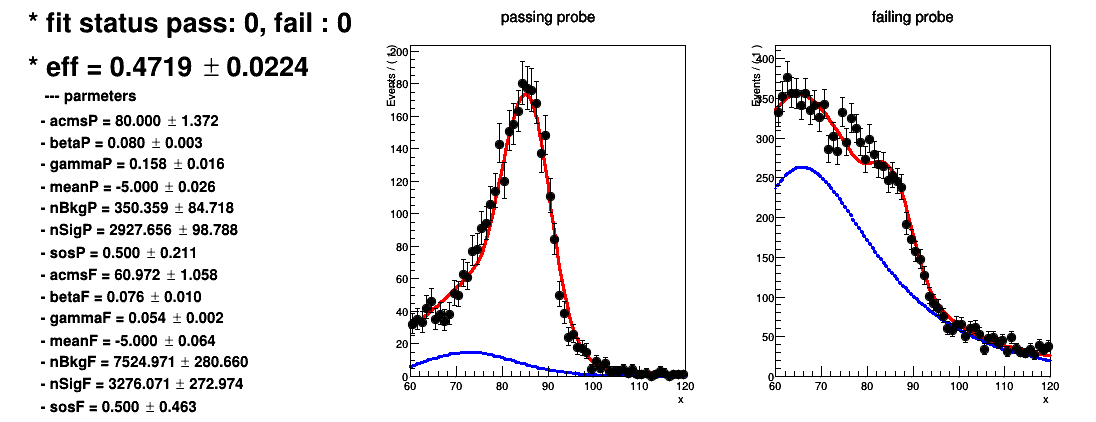 * fit status pass: 0, fail : 0
* eff = 0.4719 ± 0.0224
--- parmeters
- acmsP = 80.000 ± 1.372
- betaP = 0.080 ± 0.003
- gammaP = 0.158 ± 0.016
- meanP = -5.000 ± 0.026
- nBkgP = 350.359 ± 84.718
- nSigP = 2927.656 ± 98.788
- sosP = 0.500 ± 0.211
- acmsF = 60.972 ± 1.058
- betaF = 0.076 ± 0.010
- gammaF = 0.054 ± 0.002
- meanF = -5.000 ± 0.064
- nBkgF = 7524.971 ± 280.660
- nSigF = 3276.071 ± 272.974
- sosF = 0.500 ± 0.463
passing probe
Events / ( 1 )
200
180
160
140
120
100
80
60
40
20
0
60 70 80 90 100 110 120
x
failing probe
Events / ( 1 )
400
350
300
250
200
150
100
50
0
60 70 80 90 100 110 120
x